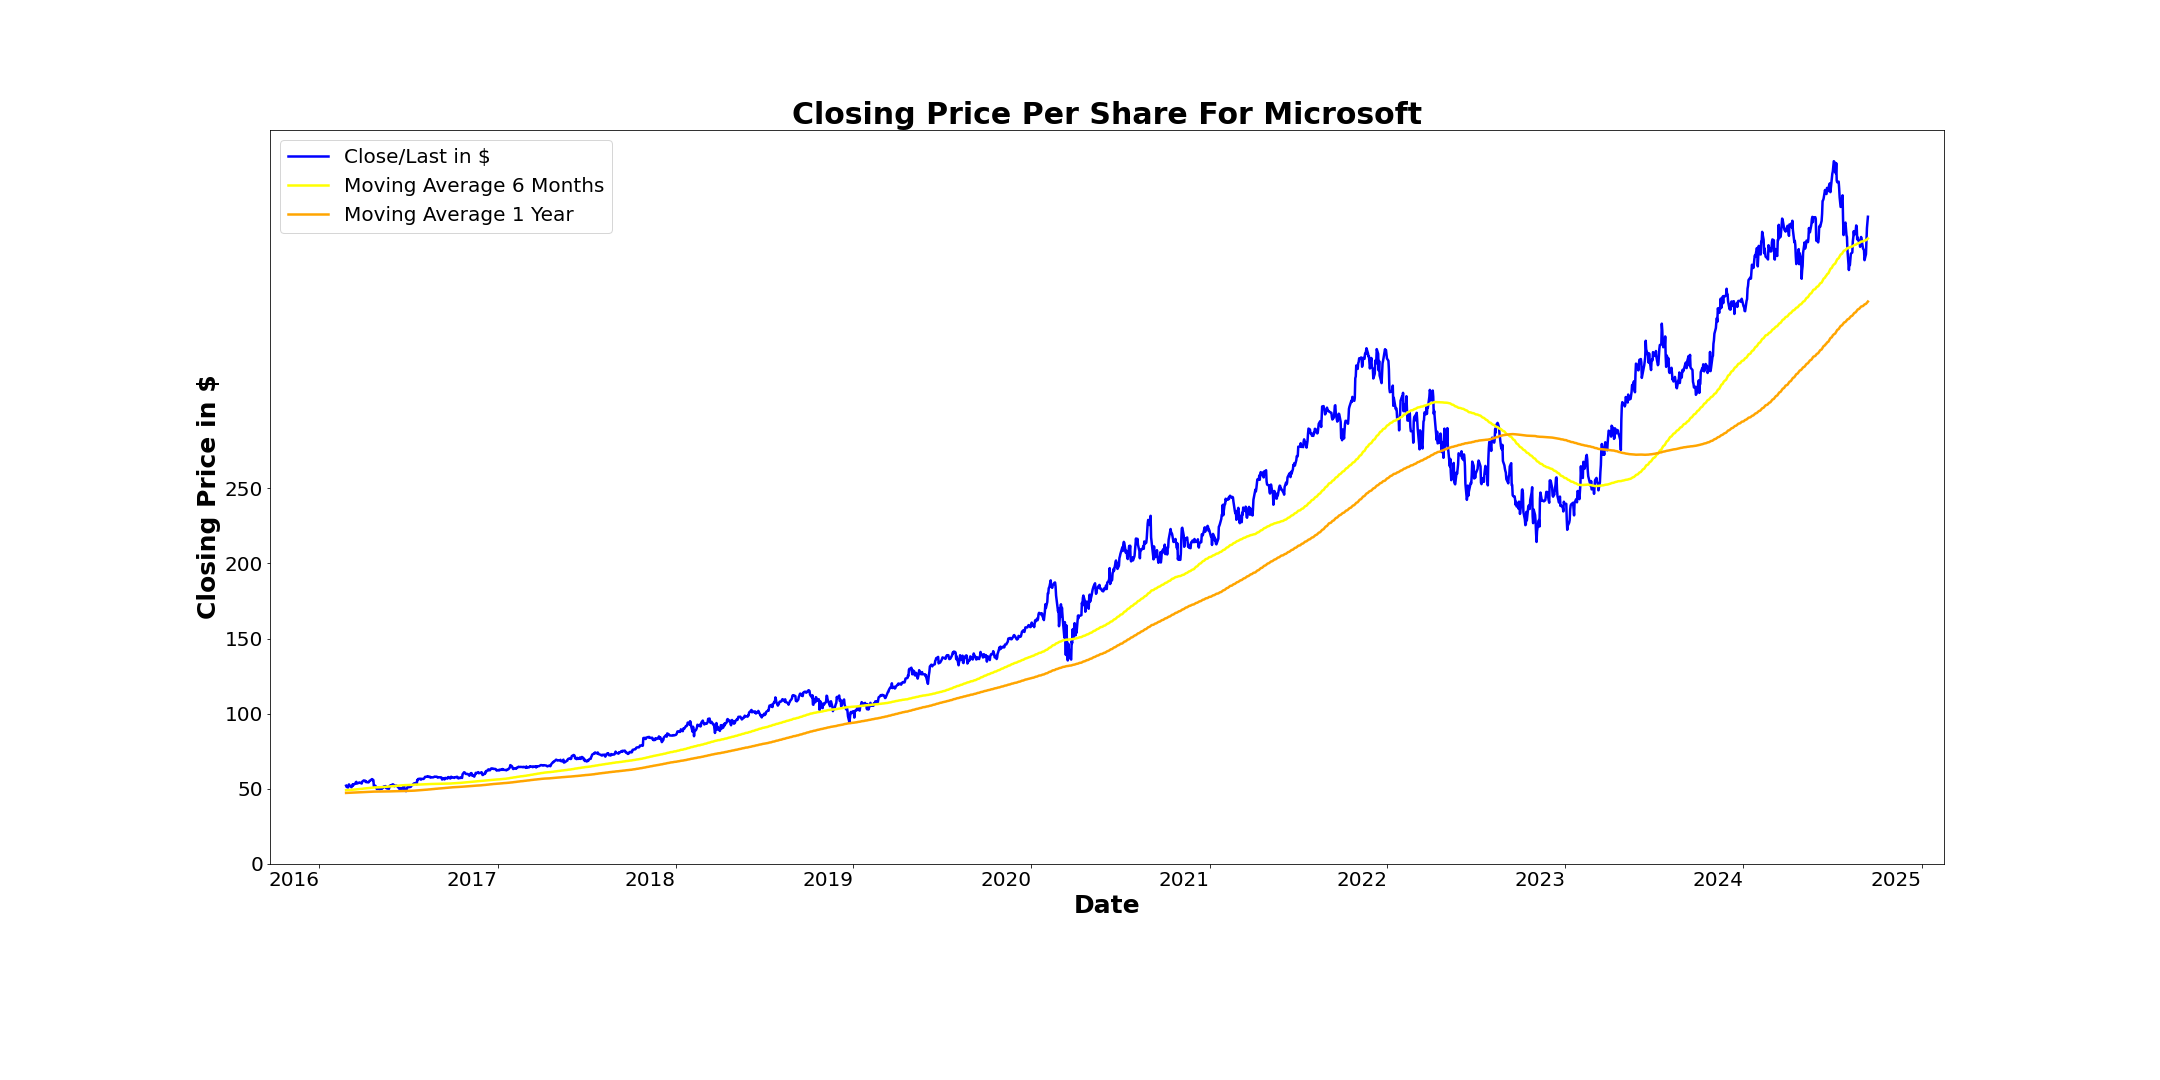 Closing Price Per Share For Microsoft
Close/Last in $
Moving Average 6 Months
Moving Average 1 Year
Closing Price in $
250
200
150
100
50
0
2016 2017 2018 2019 2020 2021 2022 2023 2024 2025
Date